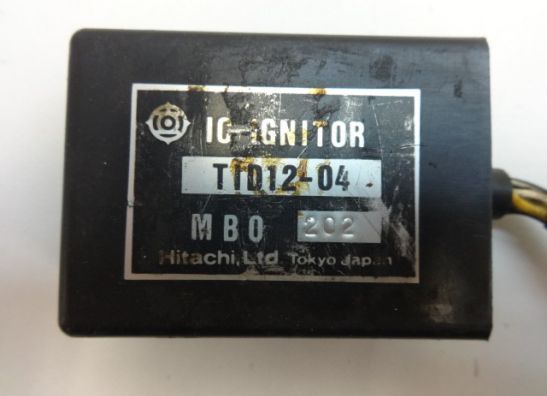 IC-IGNITOR
TID12-04
MBO 202
Hitachi, Ltd. Tokyo Japan